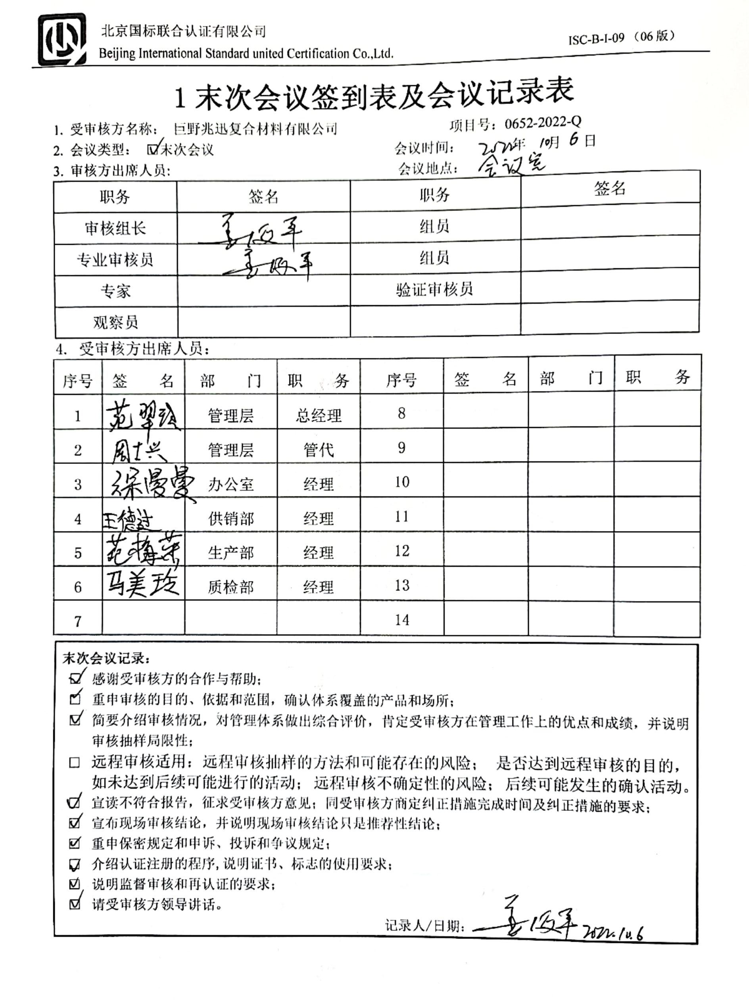 北京国标联合认证有限公司
Beijing International Standard united Certification Co.,Ltd.
ISC-B-I-09 （06版）
1 末次会议签到表及会议记录表
1. 受审核方名称： 巨野兆迅复合材料有限公司 项目号：0652-2022-Q
2. 会议类型： ☑末次会议 会议时间： 2022年 10月 6日
3. 审核方出席人员: 会议地点： 会议室
职务 签名 职务 签名
审核组长 组员
专业审核员 组员
专家 验证审核员
观察员
4. 受审核方出席人员：
序号 签 名 部 门 职 务 序号 签 名 部 门 职 务
1 管理层 总经理 8
2 周士兴 管理层 管代 9
3 徐漫曼 办公室 经理 10
4 王德 供销部 经理 11
5 范梅荣 生产部 经理 12
6 马美玲 质检部 经理 13
7 14
末次会议记录：
☑ 感谢受审核方的合作与帮助；
☑ 重申审核的目的、依据和范围，确认体系覆盖的产品和场所；
☑ 简要介绍审核情况，对管理体系做出综合评价，肯定受审核方在管理工作上的优点和成绩，并说明
审核抽样局限性；
□ 远程审核适用：远程审核抽样的方法和可能存在的风险； 是否达到远程审核的目的，
如未达到后续可能进行的活动；远程审核不确定性的风险；后续可能发生的确认活动。
☑ 宣读不符合报告，征求受审核方意见；同受审核方商定纠正措施完成时间及纠正措施的要求；
☑ 宣布现场审核结论，并说明现场审核结论只是推荐性结论；
☑ 重申保密规定和申诉、投诉和争议规定；
☑ 介绍认证注册的程序,说明证书、标志的使用要求；
☑ 说明监督审核和再认证的要求；
☑ 请受审核方领导讲话。
记录人/日期： 2022.10.6